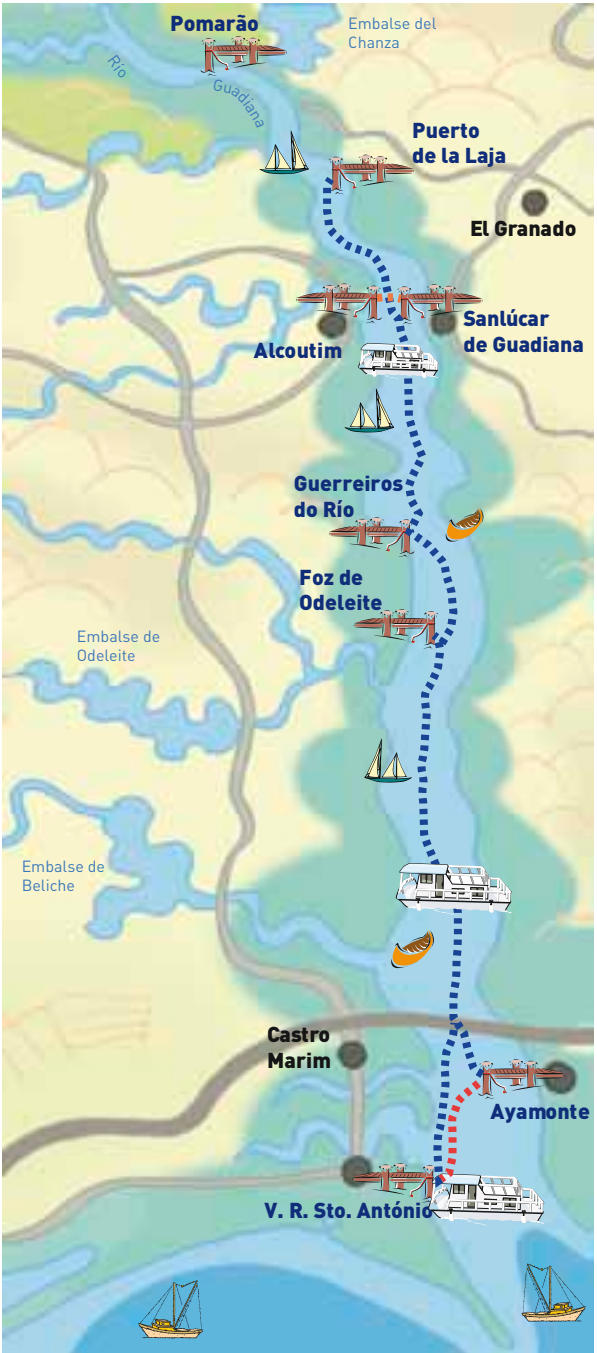 Pomarão
Embalse del
Chanza
Río
Guadiana
Puerto
de la Laja
El Granado
Sanlúcar
de Guadiana
Alcoutim
Guerreiros
do Río
Foz de
Odeleite
Embalse de
Odeleite
Embalse de
Beliche
Castro
Marim
Ayamonte
V. R. Sto. António